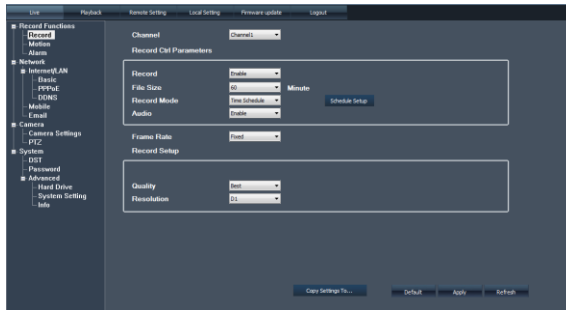 Live Playback Remote Setting Local Setting Firmware update Logout
Record Functions
Record
Motion
Alarm
Network
Internet/LAN
Basic
PPPoE
DDNS
Mobile
Email
Camera
Camera Settings
PTZ
System
DST
Password
Advanced
Hard Drive
System Setting
Info
Channel Channel1
Record Ctrl Parameters
Record Enable
File Size 60 Minute
Record Mode Time Schedule Schedule Setup
Audio Enable
Frame Rate Fixed
Record Setup
Quality Best
Resolution D1
Copy Settings To... Default Apply Refresh